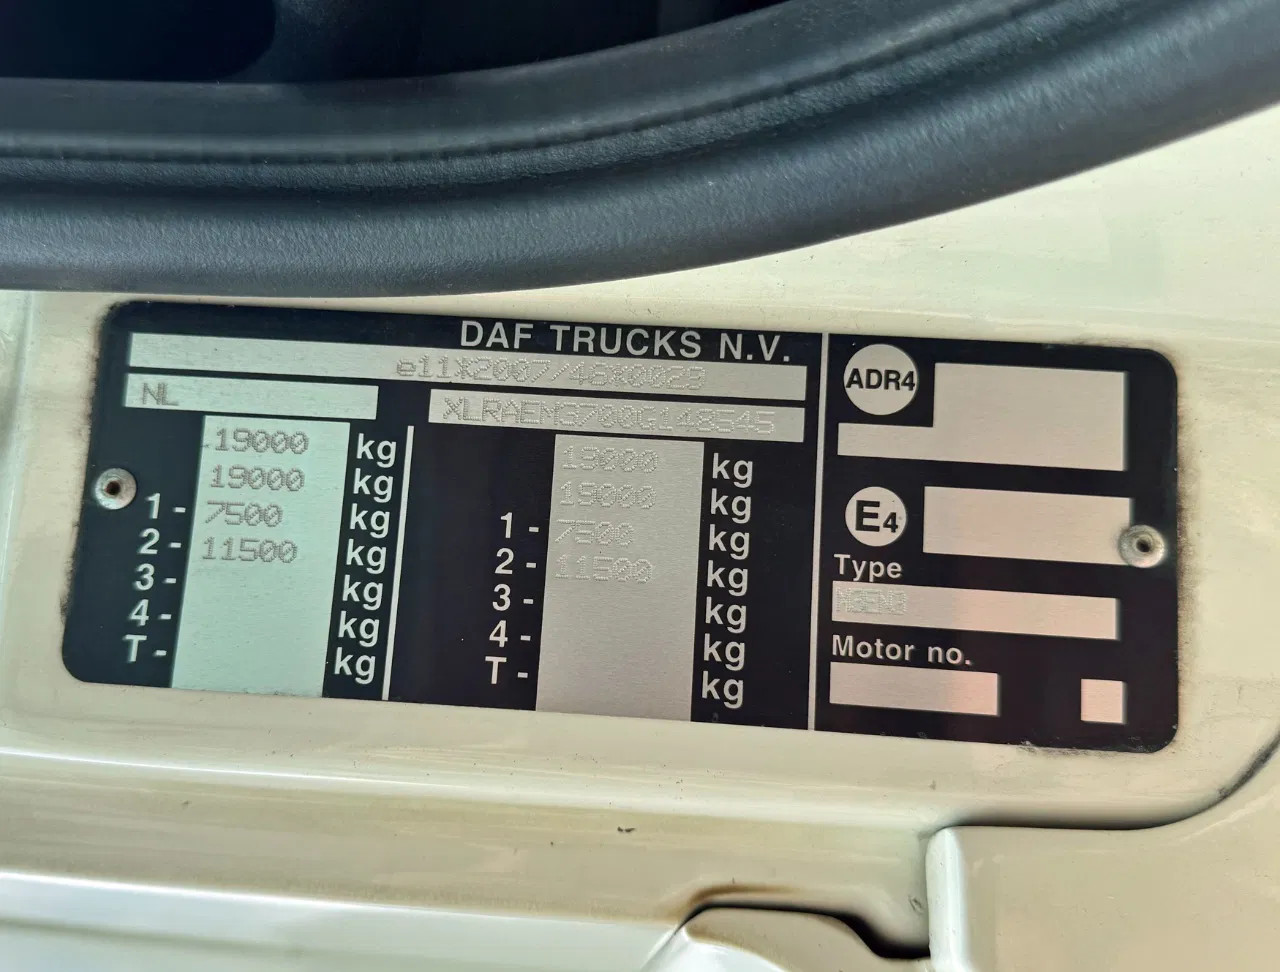 DAF TRUCKS N.V.
e11*2007/46*0029
NL XLRAEM3700G148545
19000 kg 19000 kg
19000 kg 19000 kg
1- 7500 kg 1- 7500 kg
2- 11500 kg 2- 11500 kg
3- kg 3- kg
4- kg 4- kg
T- kg T- kg
ADR4
E4
Type
Motor no.